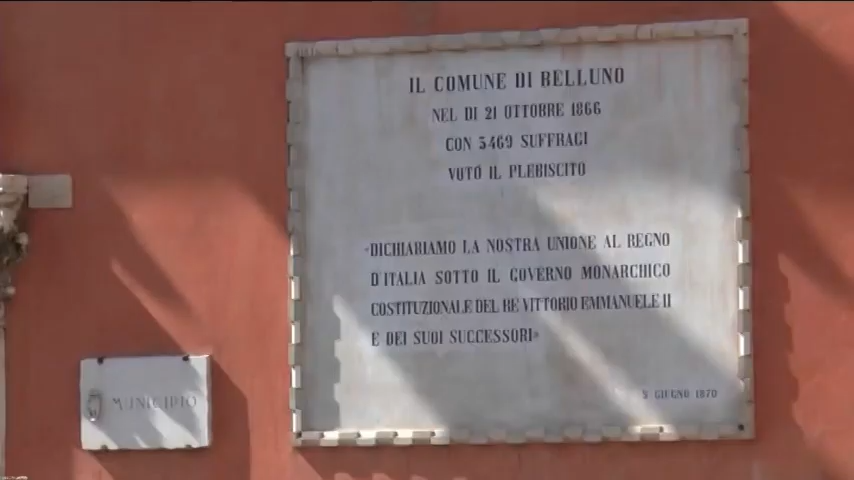 IL COMUNE DI BELLUNO
NEL DI 21 OTTOBRE 1866
CON 3469 SUFFRAGI
VOTÒ IL PLEBISCITO
«DICHIARIAMO LA NOSTRA UNIONE AL REGNO
D'ITALIA SOTTO IL GOVERNO MONARCHICO
COSTITUZIONALE DEL RE VITTORIO EMMANUELE II
E DEI SUOI SUCCESSORI»
5 GIUGNO 1870
MUNICIPIO